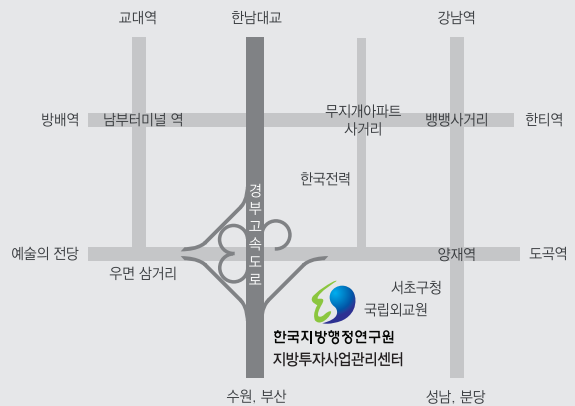 교대역
한남대교
강남역
방배역
남부터미널 역
무지개아파트
사거리
뱅뱅사거리
한티역
한국전력
경부고속도로
예술의 전당
우면 삼거리
양재역
도곡역
서초구청
국립외교원
한국지방행정연구원
지방투자사업관리센터
수원, 부산
성남, 분당